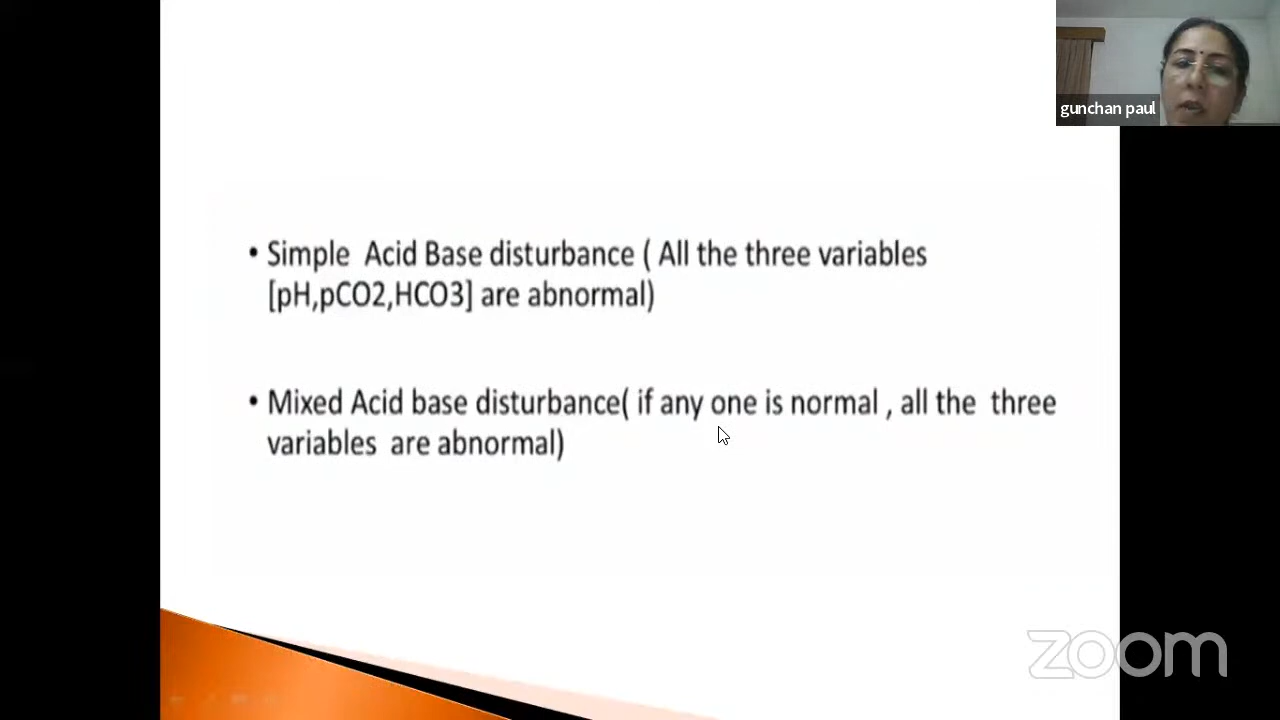 gunchan paul
• Simple Acid Base disturbance ( All the three variables
[pH,pCO2,HCO3] are abnormal)
• Mixed Acid base disturbance( if any one is normal , all the three
variables are abnormal)
zoom